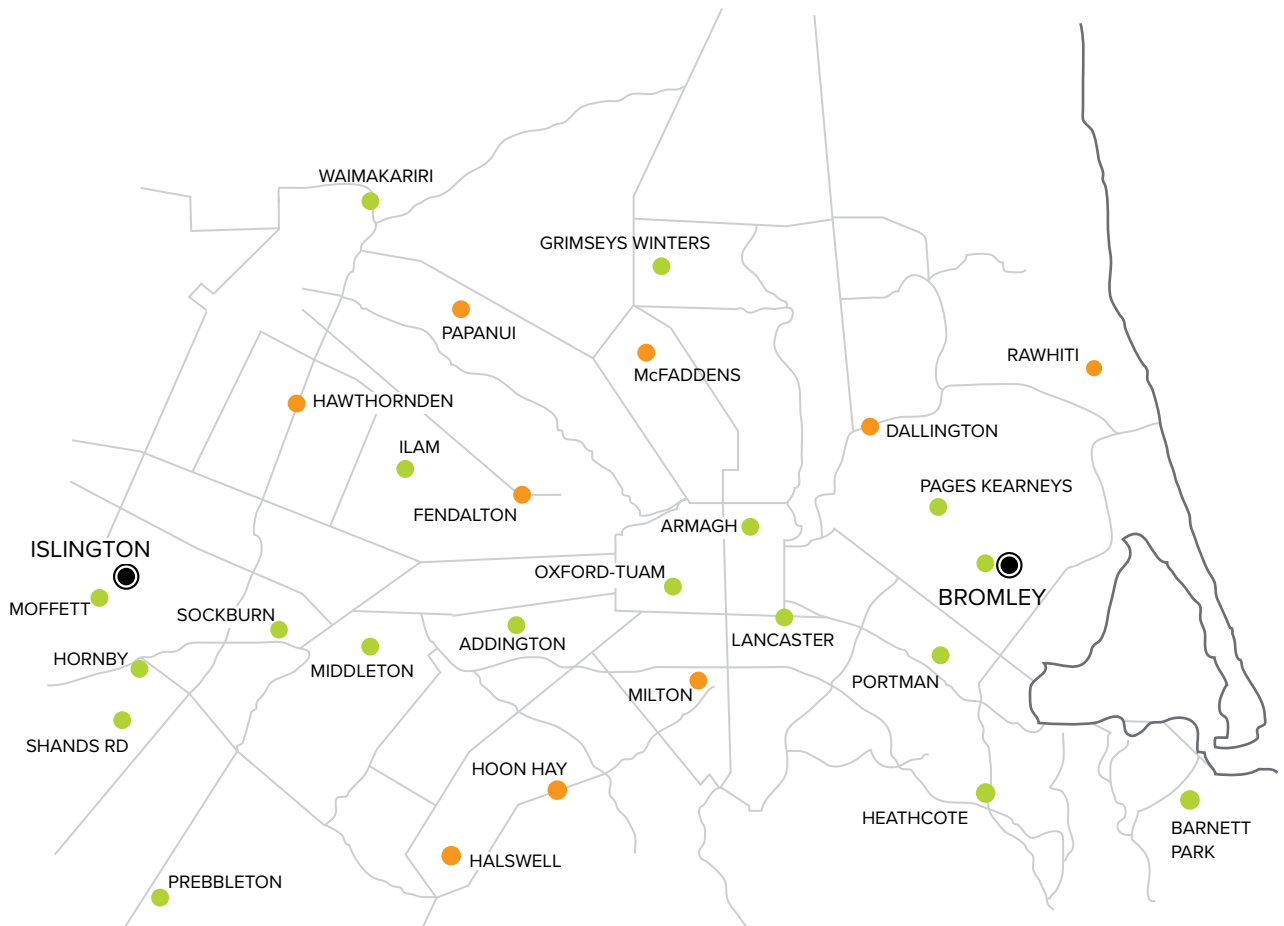 WAIMAKARIRI
GRIMSEYS WINTERS
PAPANUI
RAWHITI
McFADDENS
HAWTHORNDEN
DALLINGTON
ILAM
PAGES KEARNEYS
FENDALTON
ARMAGH
ISLINGTON
OXFORD-TUAM
BROMLEY
MOFFETT
SOCKBURN
LANCASTER
ADDINGTON
HORNBY
MIDDLETON
PORTMAN
MILTON
SHANDS RD
HOON HAY
HEATHCOTE
BARNETT
PARK
HALSWELL
PREBBLETON